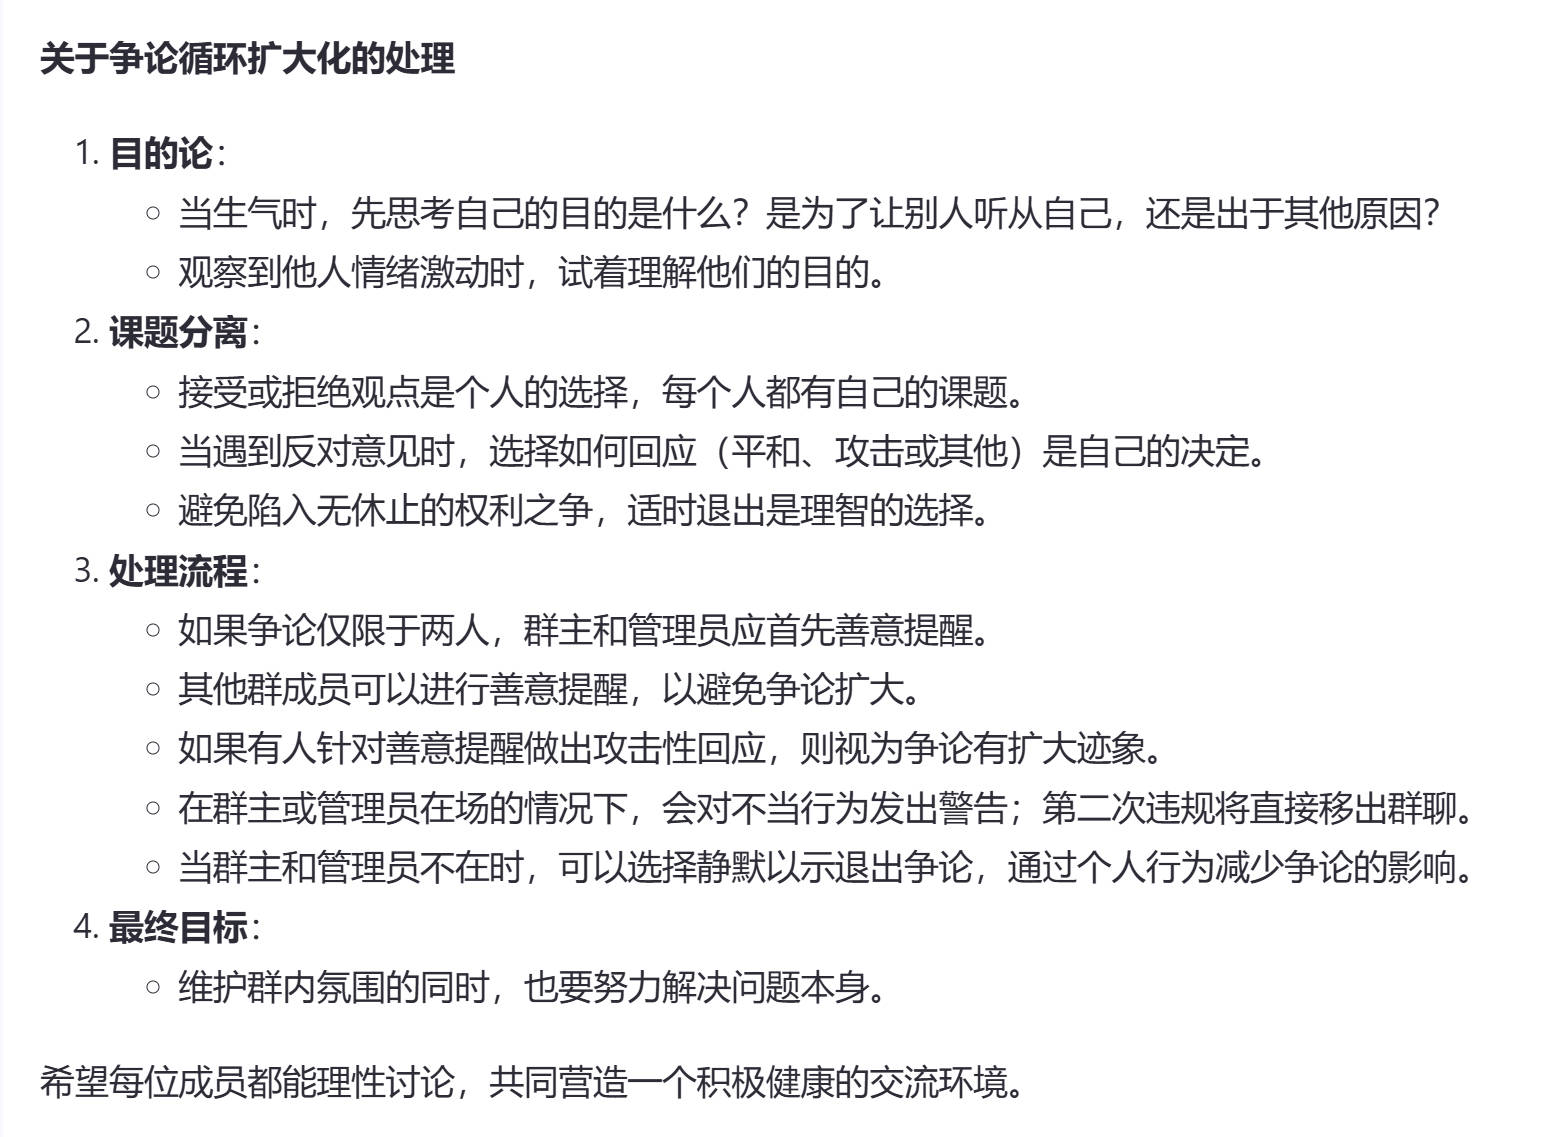 关于争论循环扩大化的处理
1. 目的论：
○ 当生气时，先思考自己的目的是什么？是为了让别人听从自己，还是出于其他原因？
○ 观察到他人情绪激动时，试着理解他们的目的。
2. 课题分离：
○ 接受或拒绝观点是个人的选择，每个人都有自己的课题。
○ 当遇到反对意见时，选择如何回应（平和、攻击或其他）是自己的决定。
○ 避免陷入无休止的权利之争，适时退出是理智的选择。
3. 处理流程：
○ 如果争论仅限于两人，群主和管理员应首先善意提醒。
○ 其他群成员可以进行善意提醒，以避免争论扩大。
○ 如果有人针对善意提醒做出攻击性回应，则视为争论有扩大迹象。
○ 在群主或管理员在场的情况下，会对不当行为发出警告；第二次违规将直接移出群聊。
○ 当群主和管理员不在时，可以选择静默以示退出争论，通过个人行为减少争论的影响。
4. 最终目标：
○ 维护群内氛围的同时，也要努力解决问题本身。
希望每位成员都能理性讨论，共同营造一个积极健康的交流环境。